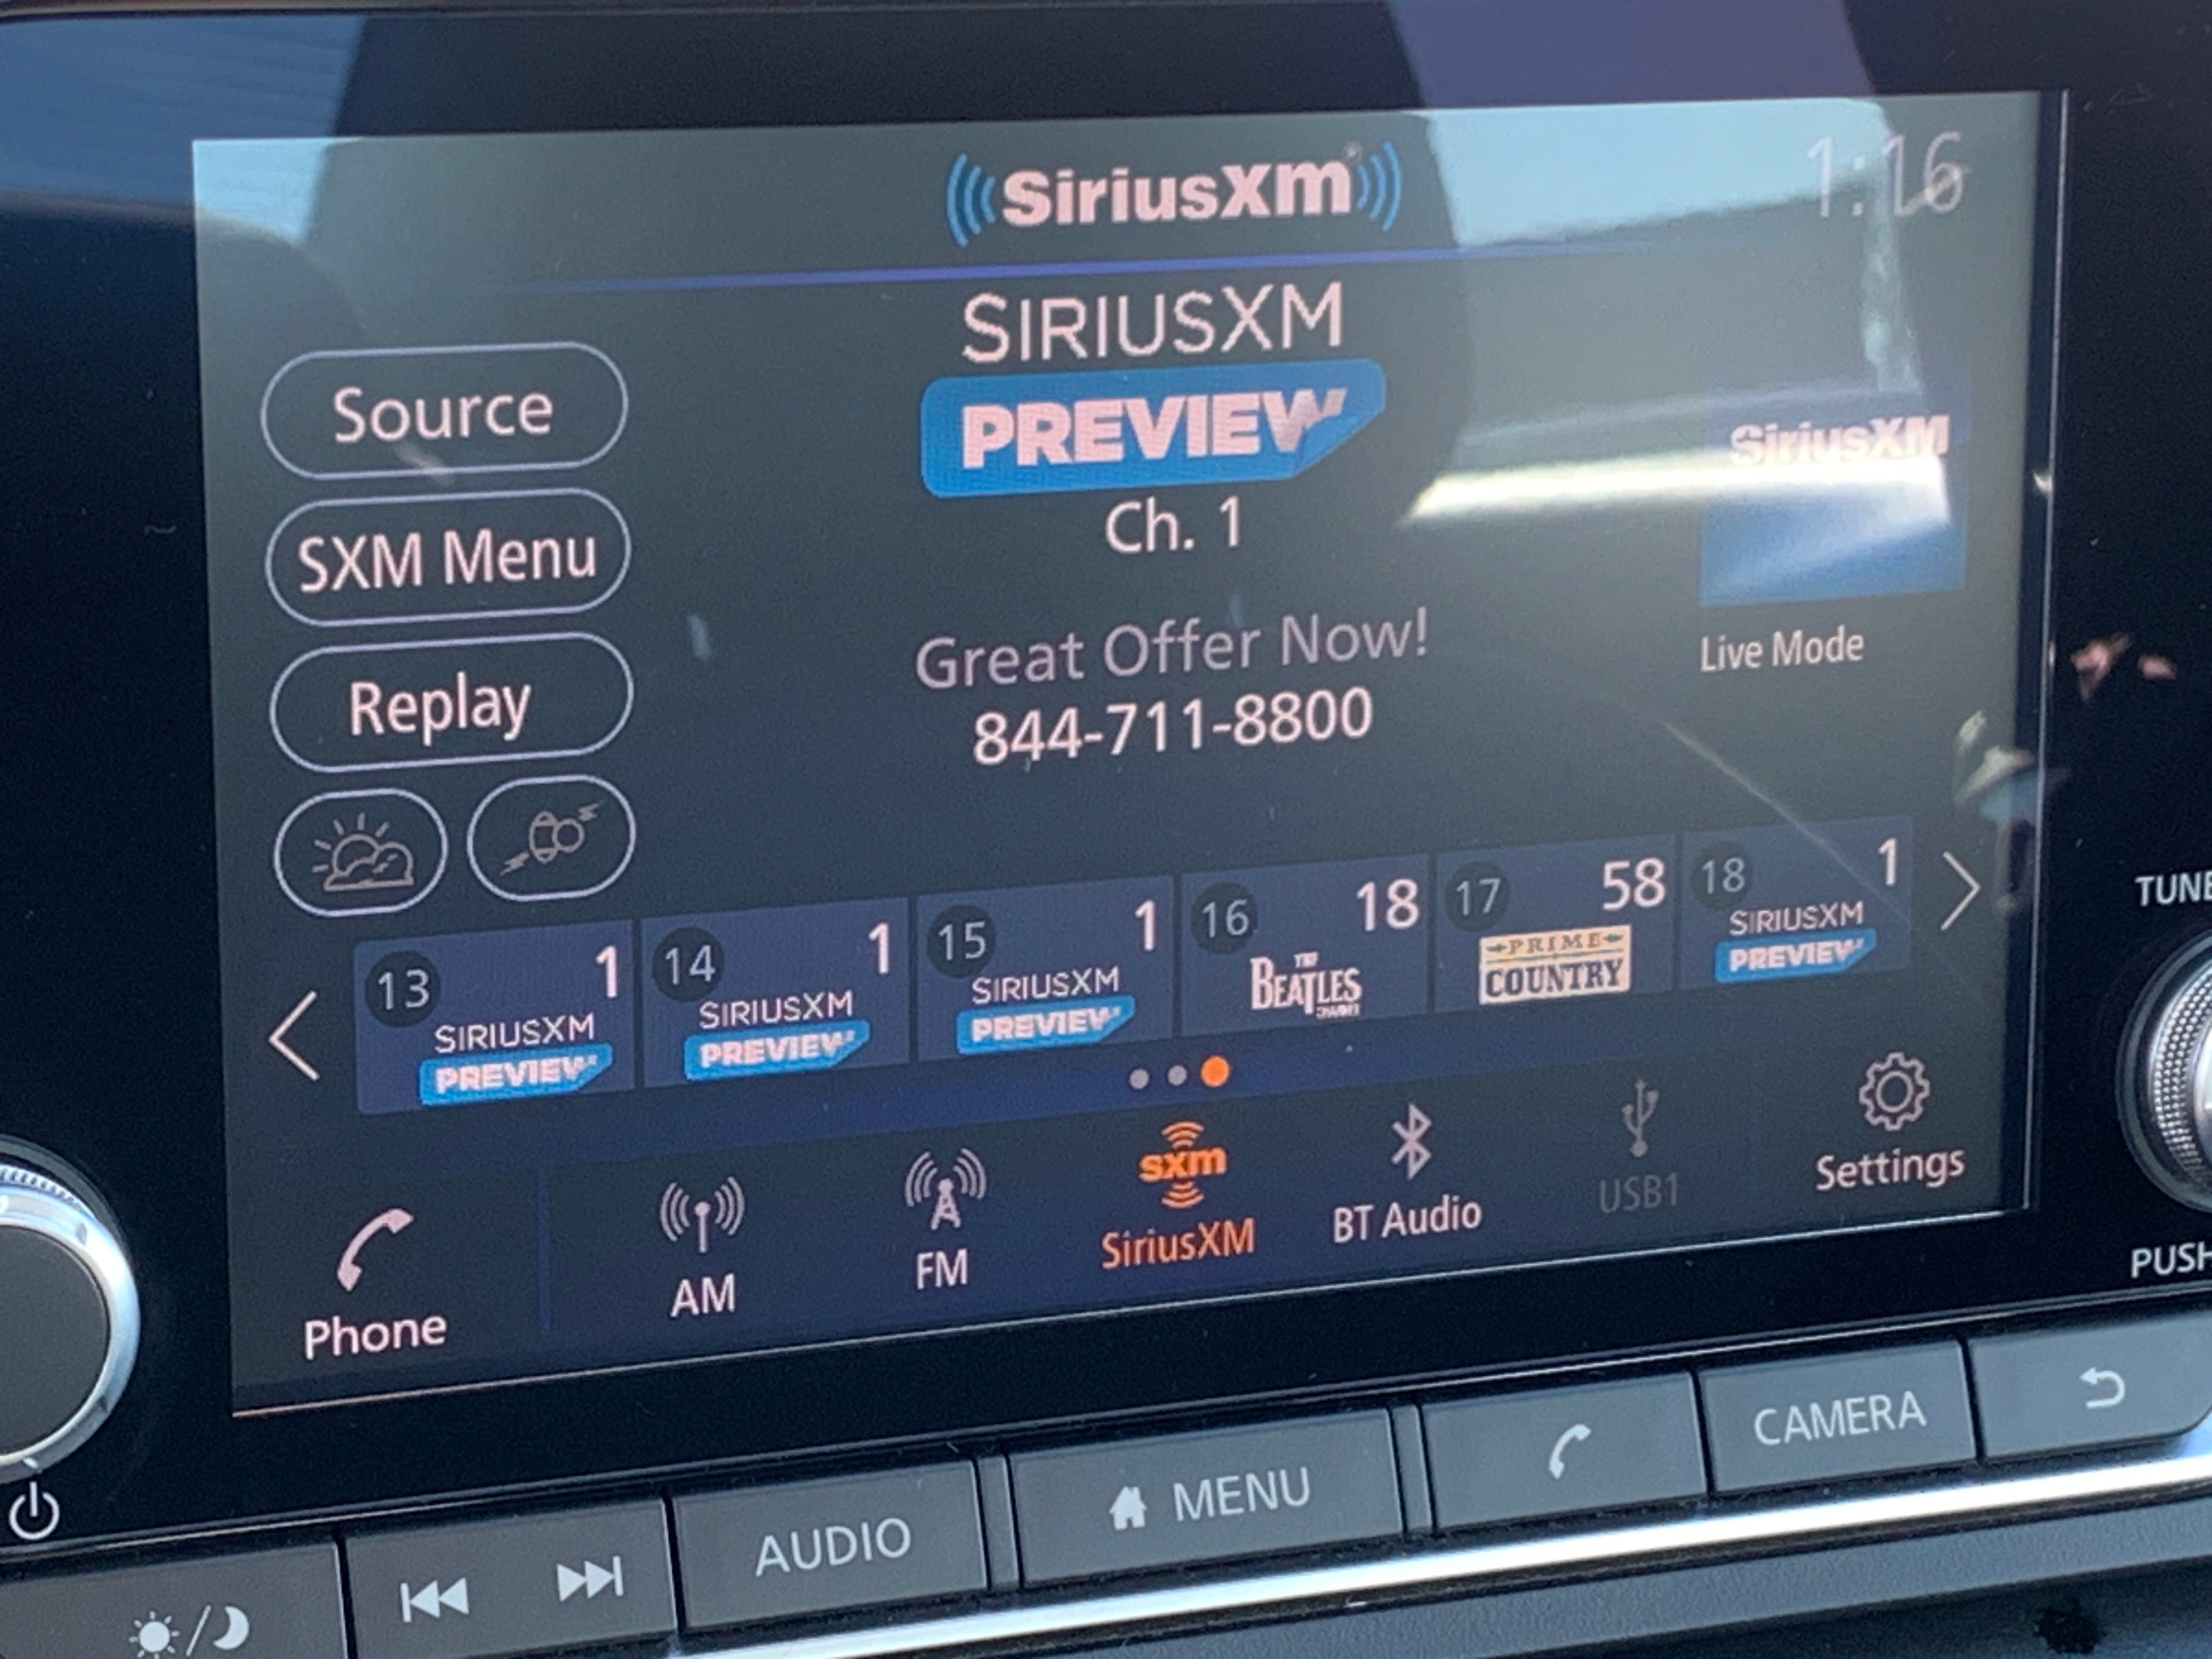 SiriusXm
1:16
SIRIUSXM
PREVIEW
Ch. 1
Great Offer Now!
844-711-8800
Source
SXM Menu
Replay
SiriusXM
Live Mode
13 1
SIRIUSXM
PREVIEW
14 1
SIRIUSXM
PREVIEW
15 1
SIRIUSXM
PREVIEW
16 18
THE
BEATLES
CHANNEL
17 58
PRIME
COUNTRY
18 1
SIRIUSXM
PREVIEW
Phone
AM
FM
sxm
SiriusXM
BT Audio
USB1
Settings
TUNE
PUSH
AUDIO
MENU
CAMERA